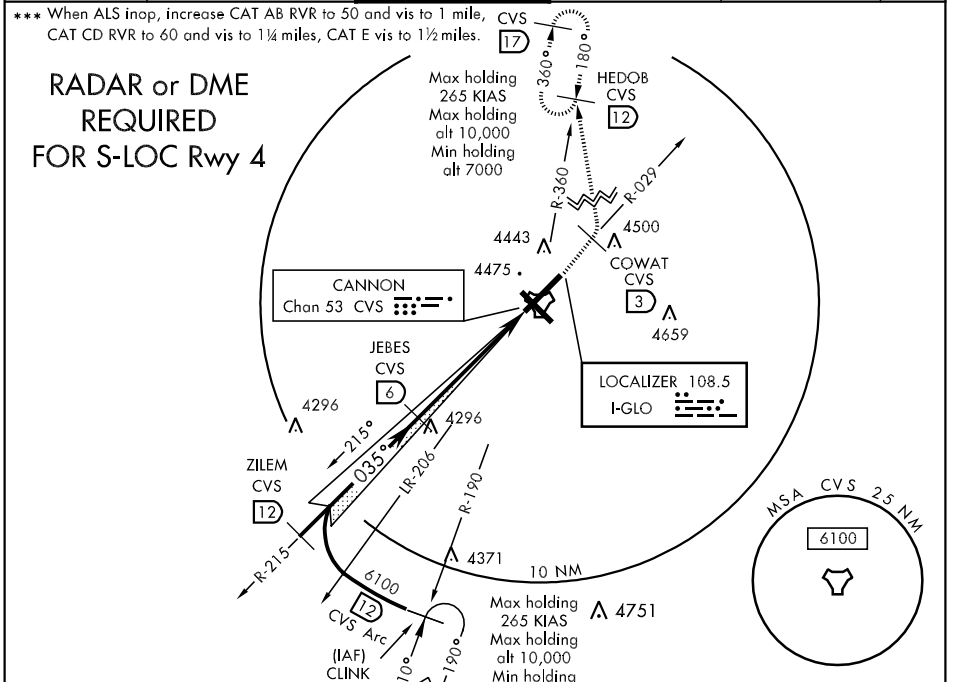 *** When ALS inop, increase CAT AB RVR to 50 and vis to 1 mile,
CAT CD RVR to 60 and vis to 1¼ miles, CAT E vis to 1½ miles.
RADAR or DME
REQUIRED
FOR S-LOC Rwy 4
CVS
17
360°
180°
HEDOB
CVS
12
Max holding
265 KIAS
Max holding
alt 10,000
Min holding
alt 7000
R-360
R-029
4443
4500
4475
COWAT
CVS
3
4659
CANNON
Chan 53 CVS
LOCALIZER 108.5
I-GLO
JEBES
CVS
6
4296
4296
215°
035°
LR-206
R-190
ZILEM
CVS
12
R-215
4371
10 NM
6100
12
CVS Arc
(IAF)
CLINK
190°
Max holding
265 KIAS
Max holding
alt 10,000
Min holding
4751
MSA CVS 25 NM
6100